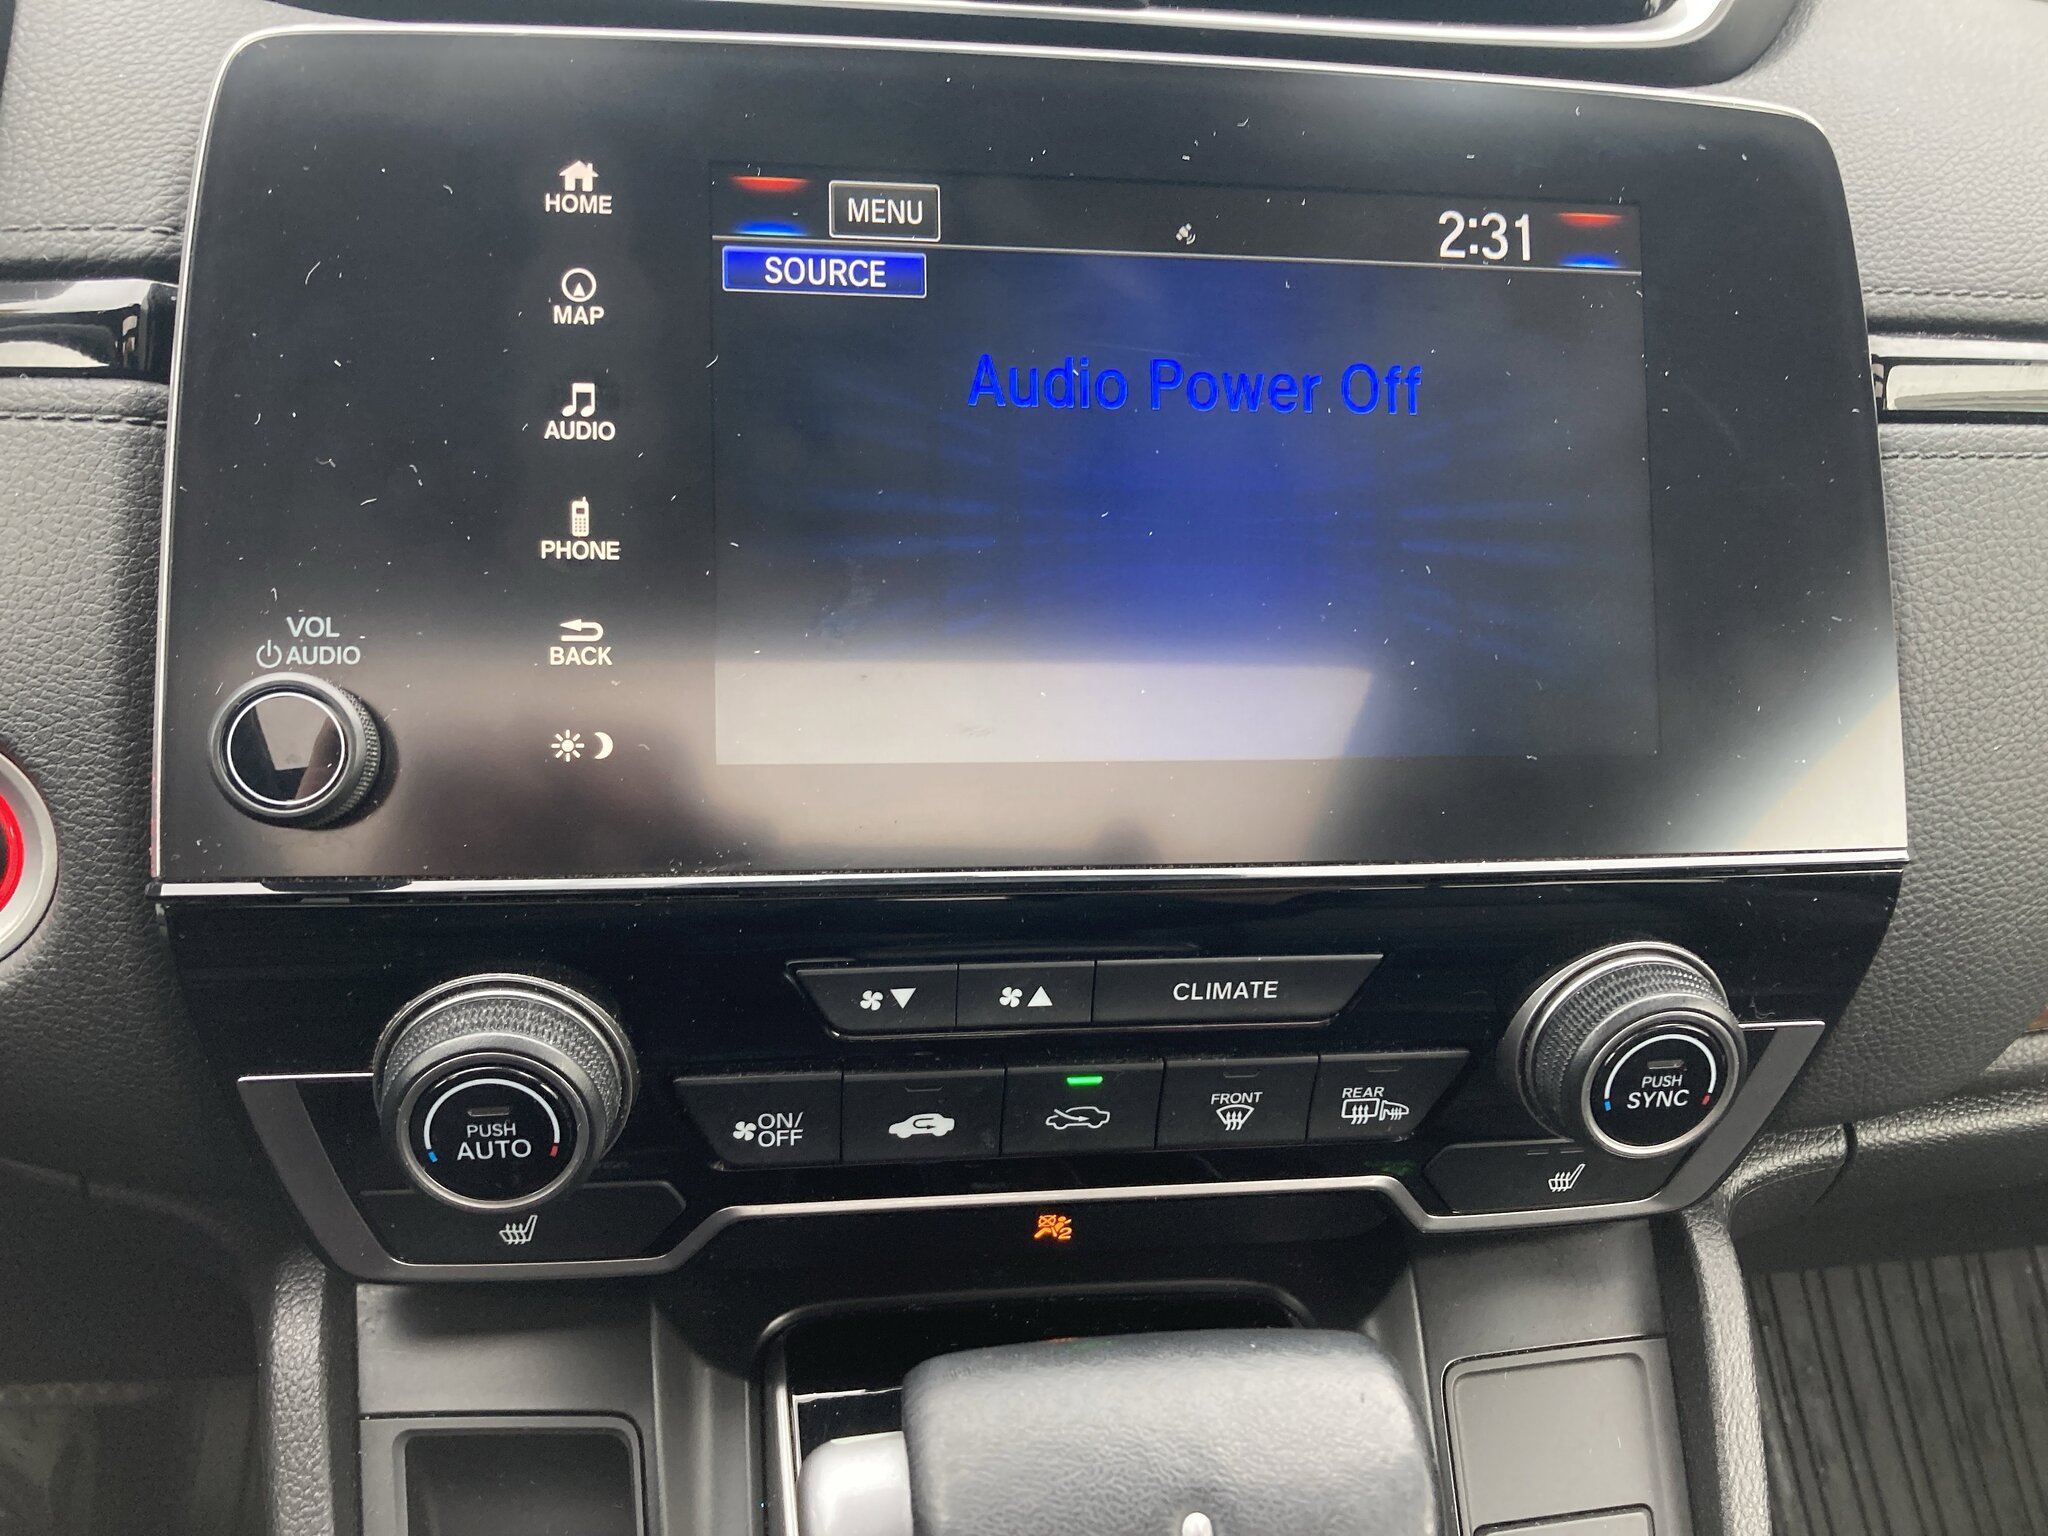 HOME
MENU
2:31
SOURCE
MAP
Audio Power Off
AUDIO
PHONE
VOL
AUDIO
BACK
CLIMATE
PUSH
AUTO
ON/
OFF
FRONT
REAR
PUSH
SYNC
2